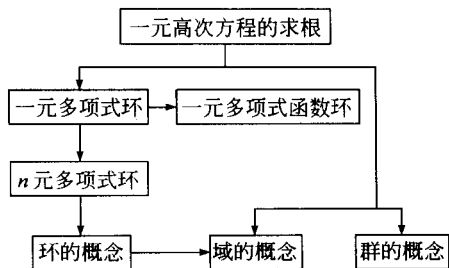 一元高次方程的求根
一元多项式环
一元多项式函数环
n元多项式环
环的概念
域的概念
群的概念